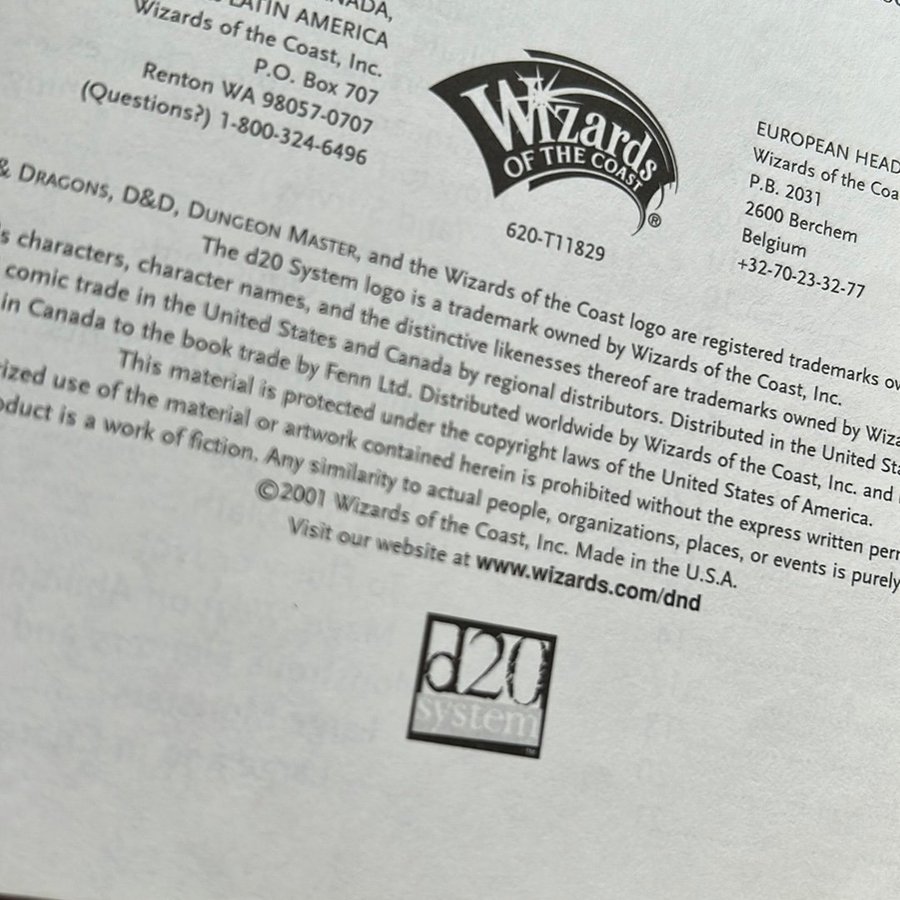 LATIN AMERICA
Wizards of the Coast, Inc.
P.O. Box 707
Renton WA 98057-0707
(Questions?) 1-800-324-6496
Wizards
OF THE COAST
®
620-T11829
EUROPEAN HEAD
Wizards of the Coa
P.B. 2031
2600 Berchem
Belgium
+32-70-23-32-77
& DRAGONS, D&D, DUNGEON MASTER, and the Wizards of the Coast logo are registered trademarks ow
The d20 System logo is a trademark owned by Wizards of the Coast, Inc.
s characters, character names, and the distinctive likenesses thereof are trademarks owned by Wiza
comic trade in the United States and Canada by regional distributors. Distributed in the United Sta
in Canada to the book trade by Fenn Ltd. Distributed worldwide by Wizards of the Coast, Inc. and
This material is protected under the copyright laws of the United States of America.
rized use of the material or artwork contained herein is prohibited without the express written perm
oduct is a work of fiction. Any similarity to actual people, organizations, places, or events is purely
©2001 Wizards of the Coast, Inc. Made in the U.S.A.
Visit our website at www.wizards.com/dnd
d20
system
TM